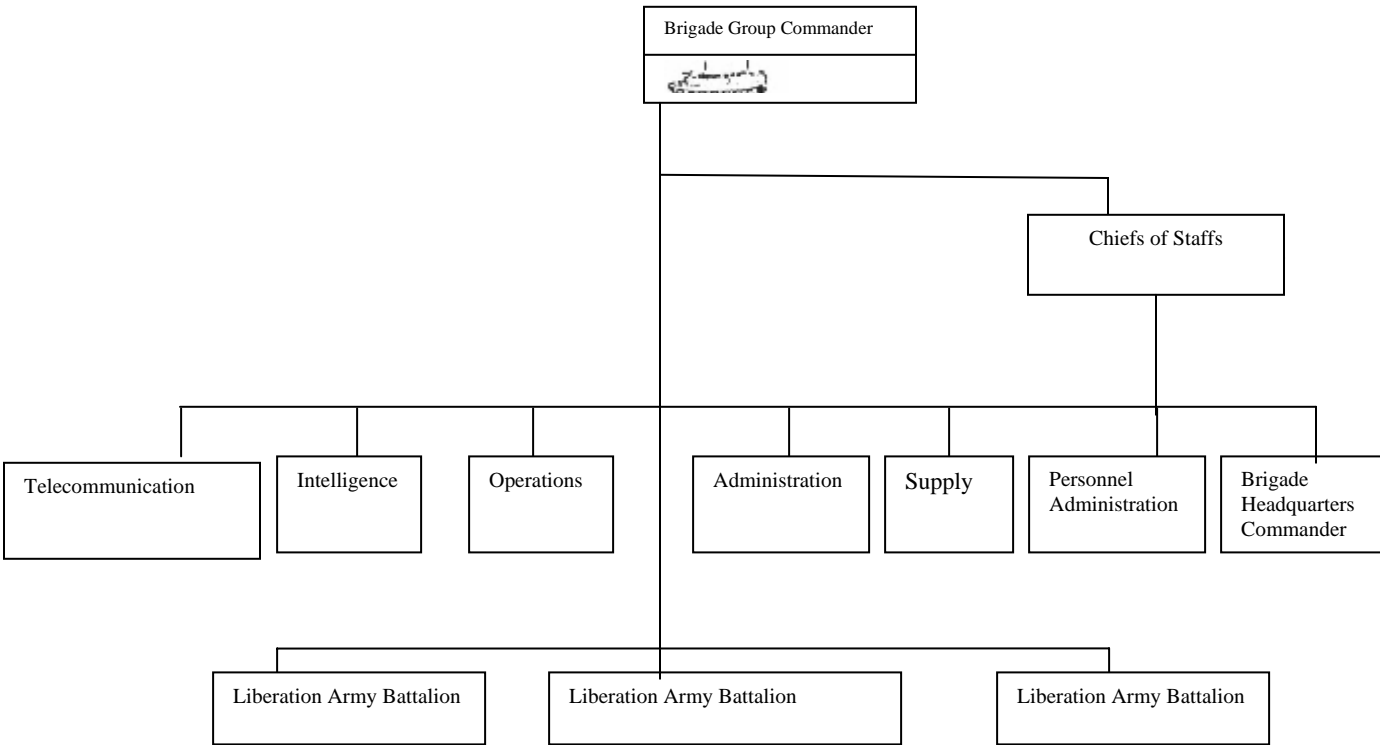 Brigade Group Commander
Chiefs of Staffs
Telecommunication
Intelligence
Operations
Administration
Supply
Personnel
Administration
Brigade
Headquarters
Commander
Liberation Army Battalion
Liberation Army Battalion
Liberation Army Battalion